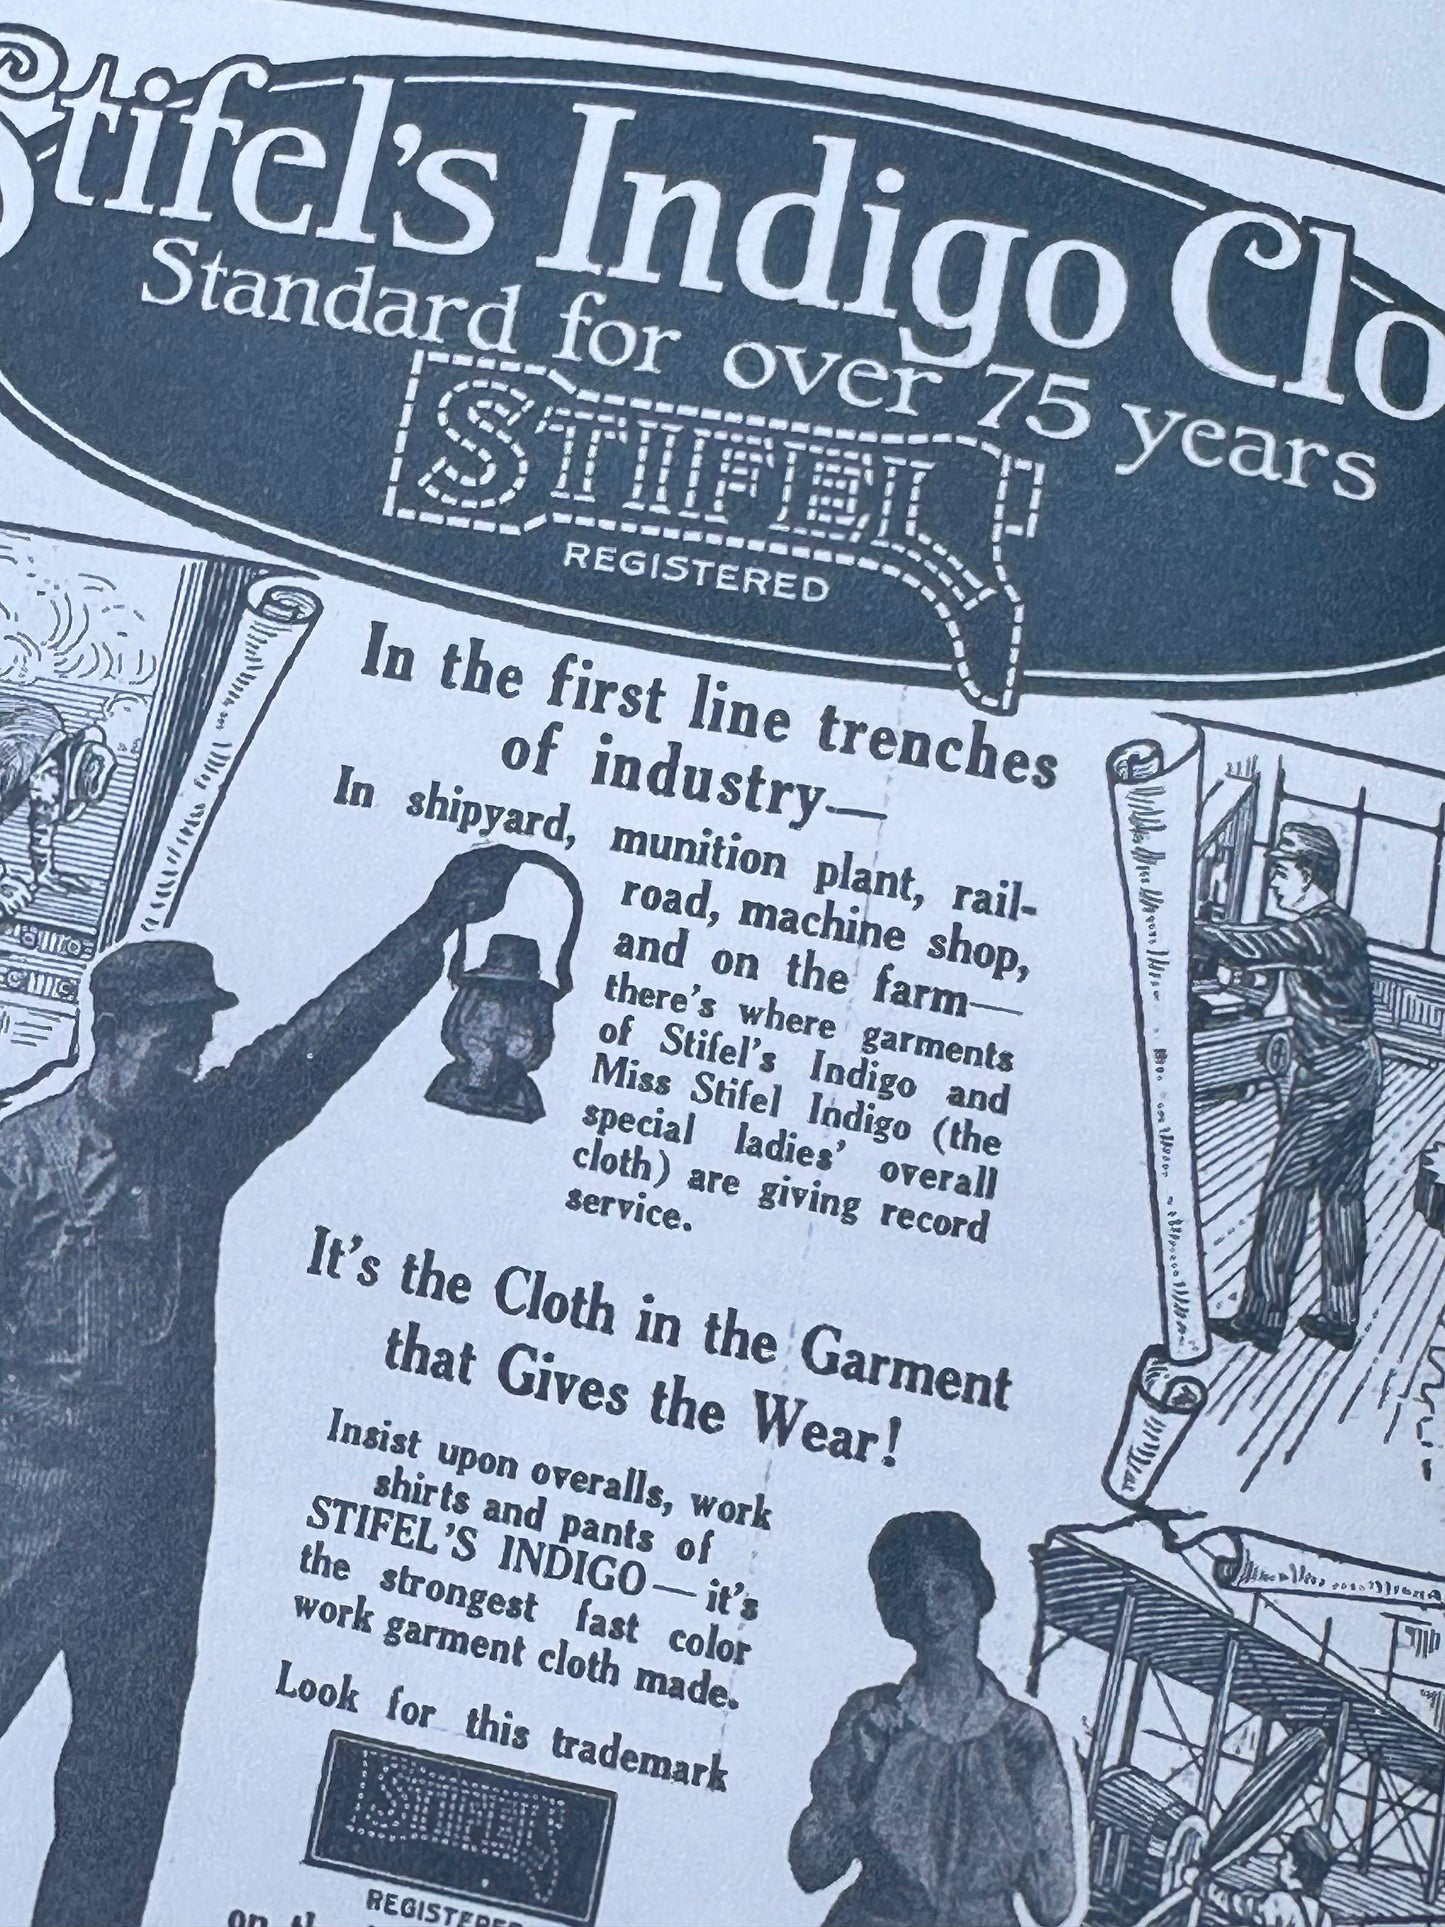 Stifel's Indigo Clo
Standard for over 75 years
STIFEL
REGISTERED
In the first line trenches
of industry—
In shipyard, munition plant, rail-
road, machine shop,
and on the farm—
there's where garments
of Stifel's Indigo and
Miss Stifel Indigo (the
special ladies' overall
cloth) are giving record
service.
It's the Cloth in the Garment
that Gives the Wear!
Insist upon overalls, work
shirts and pants of
STIFEL'S INDIGO—it's
the strongest fast color
work garment cloth made.
Look for this trademark
STIFEL
REGISTERED
on the